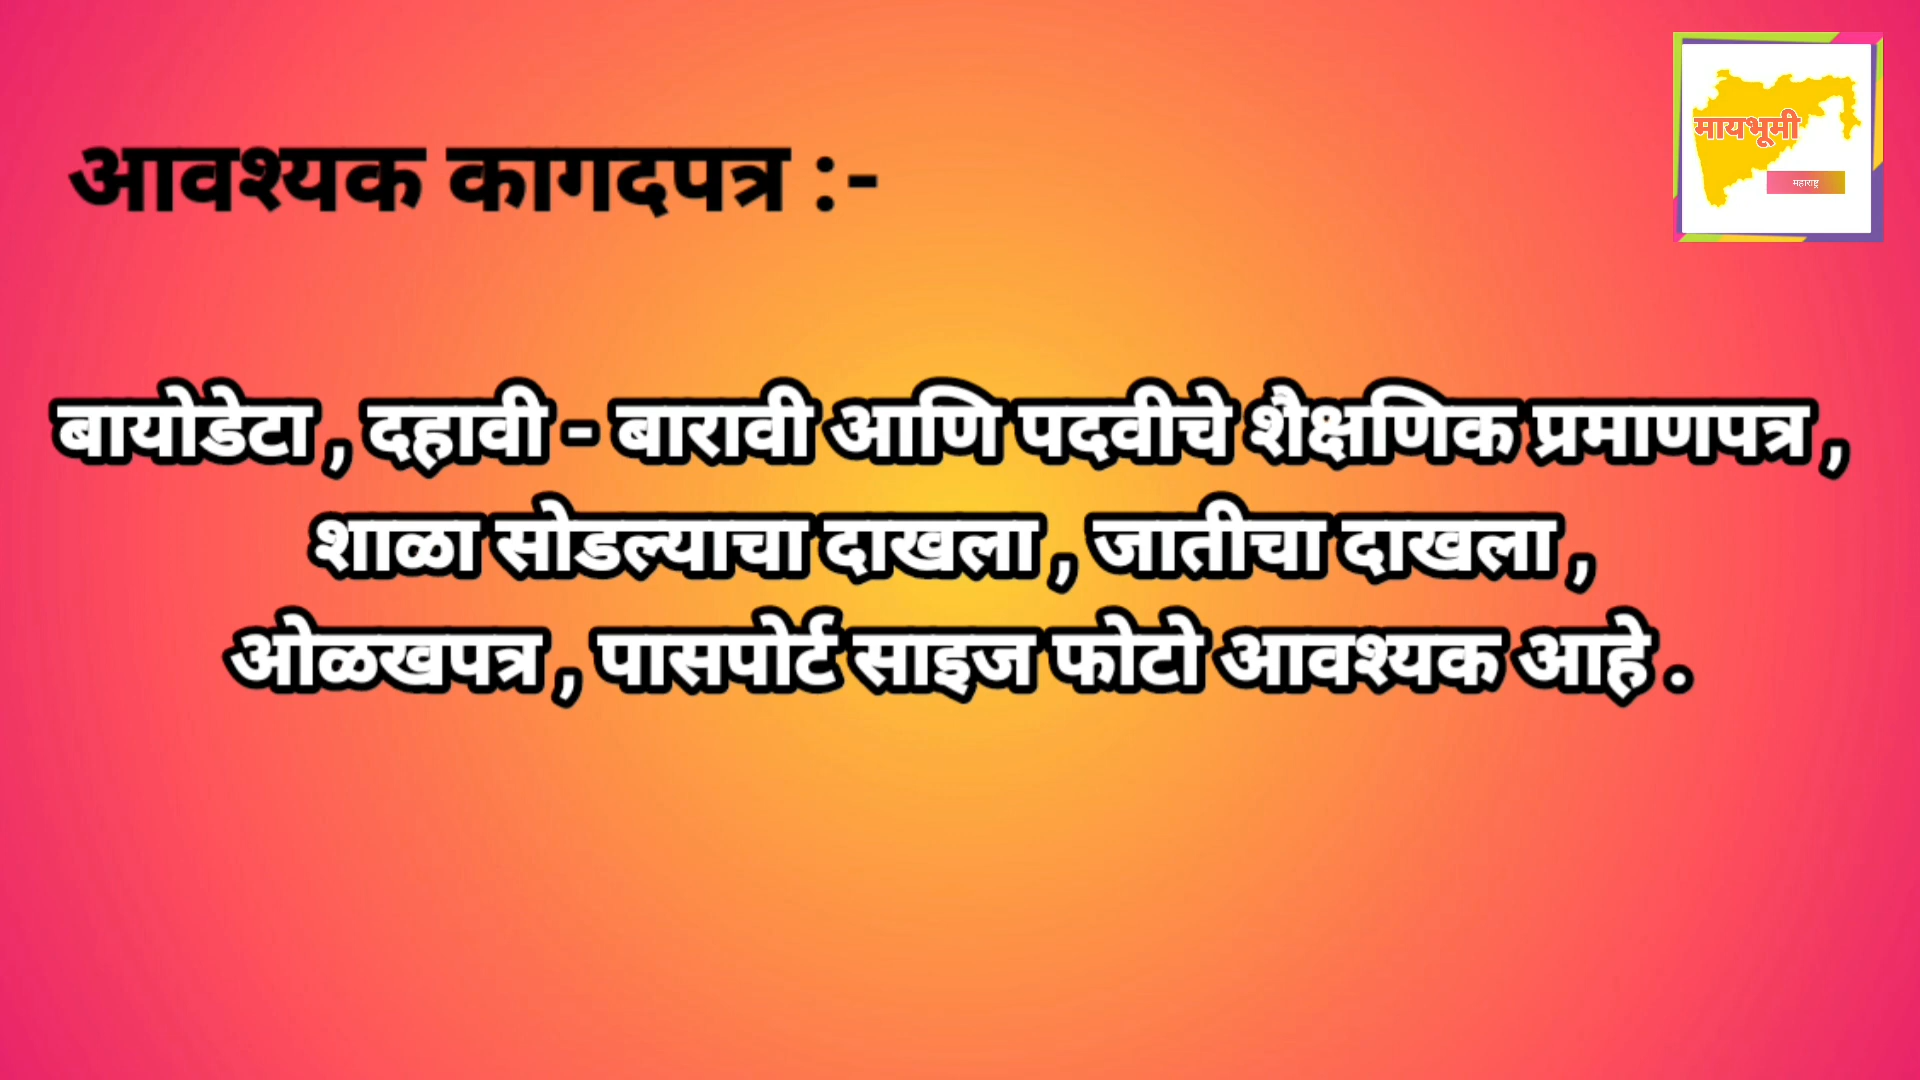 मायभूमी
महाराष्ट्र
आवश्यक कागदपत्र :-
बायोडेटा , दहावी - बारावी आणि पदवीचे शैक्षणिक प्रमाणपत्र ,
शाळा सोडल्याचा दाखला , जातीचा दाखला ,
ओळखपत्र , पासपोर्ट साइज फोटो आवश्यक आहे .